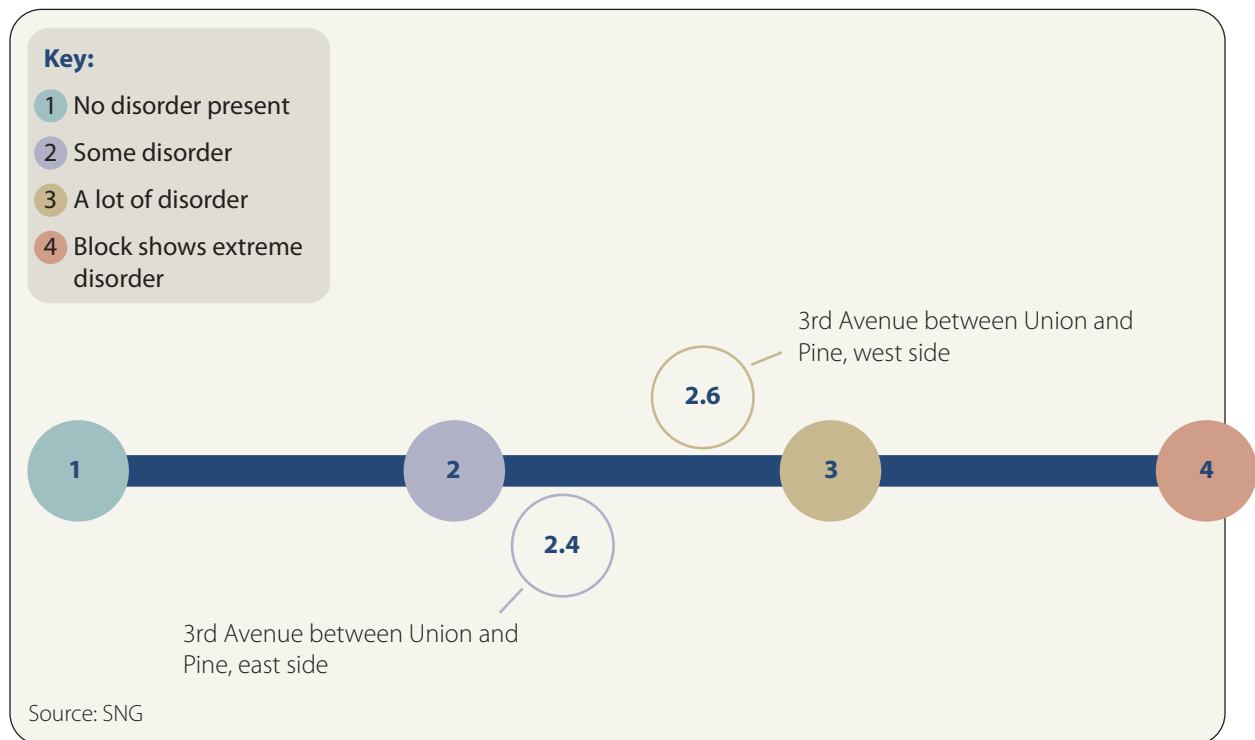 Key:
1 No disorder present
2 Some disorder
3 A lot of disorder
4 Block shows extreme
disorder
3rd Avenue between Union and
Pine, west side
2.6
1
2
3
4
2.4
3rd Avenue between Union and
Pine, east side
Source: SNG